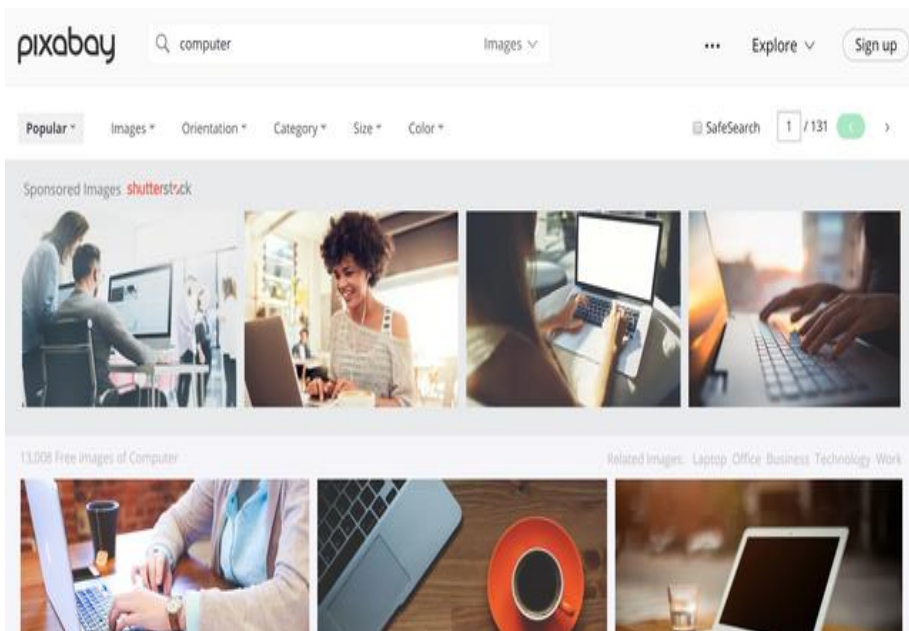 pixabay
computer
Images
Explore
Sign up
Popular
Images
Orientation
Category
Size
Color
SafeSearch
1 / 131
Sponsored Images shutterstock
13,008 Free Images of Computer
Related Images: Laptop Office Business Technology Work